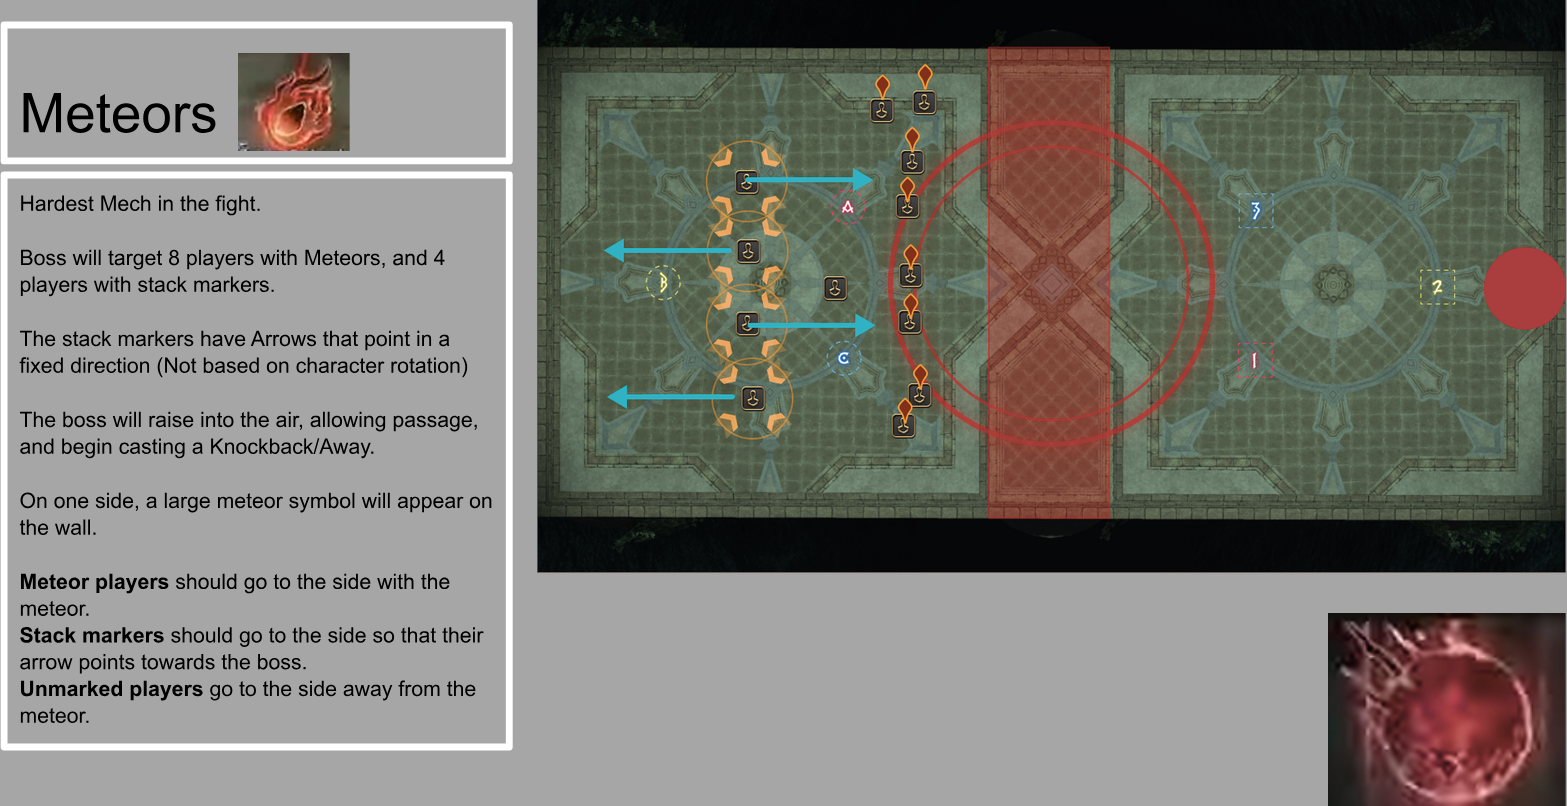 Meteors
Hardest Mech in the fight.
Boss will target 8 players with Meteors, and 4
players with stack markers.
The stack markers have Arrows that point in a
fixed direction (Not based on character rotation)
The boss will raise into the air, allowing passage,
and begin casting a Knockback/Away.
On one side, a large meteor symbol will appear on
the wall.
Meteor players should go to the side with the
meteor.
Stack markers should go to the side so that their
arrow points towards the boss.
Unmarked players go to the side away from the
meteor.
A
3
B
2
C
1